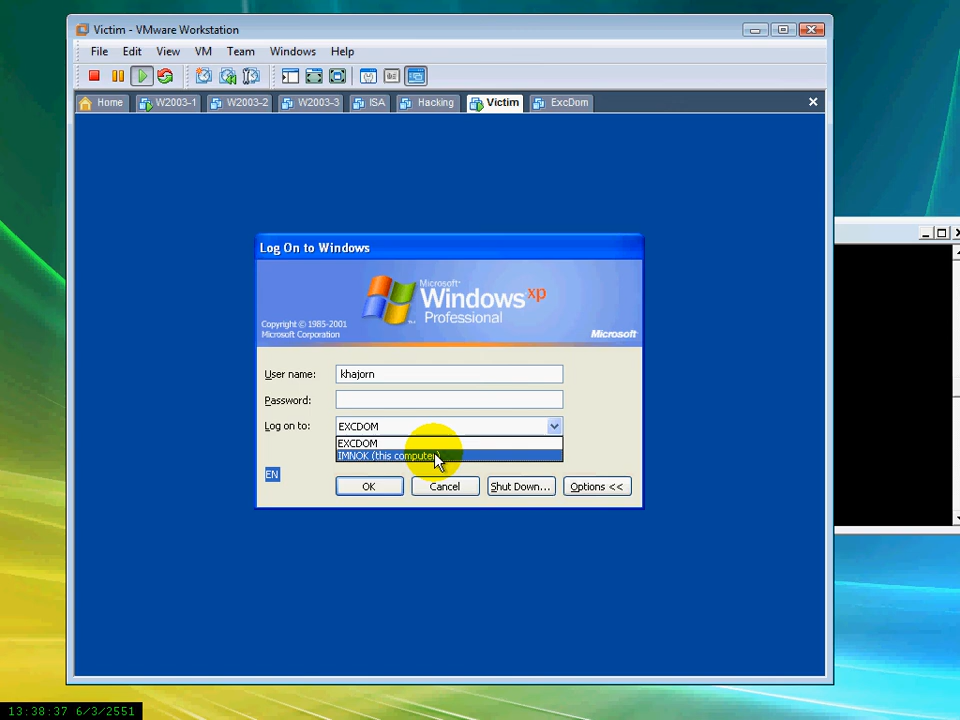 Victim - VMware Workstation
File Edit View VM Team Windows Help
Home W2003-1 W2003-2 W2003-3 ISA Hacking Victim ExcDom
Log On to Windows
Microsoft
Windows xp
Professional
Copyright © 1985-2001
Microsoft Corporation
Microsoft
User name: khajorn
Password:
Log on to: EXCDOM
EXCDOM
IMNOK (this computer)
EN
OK Cancel Shut Down... Options <<
13:38:37 6/3/2551